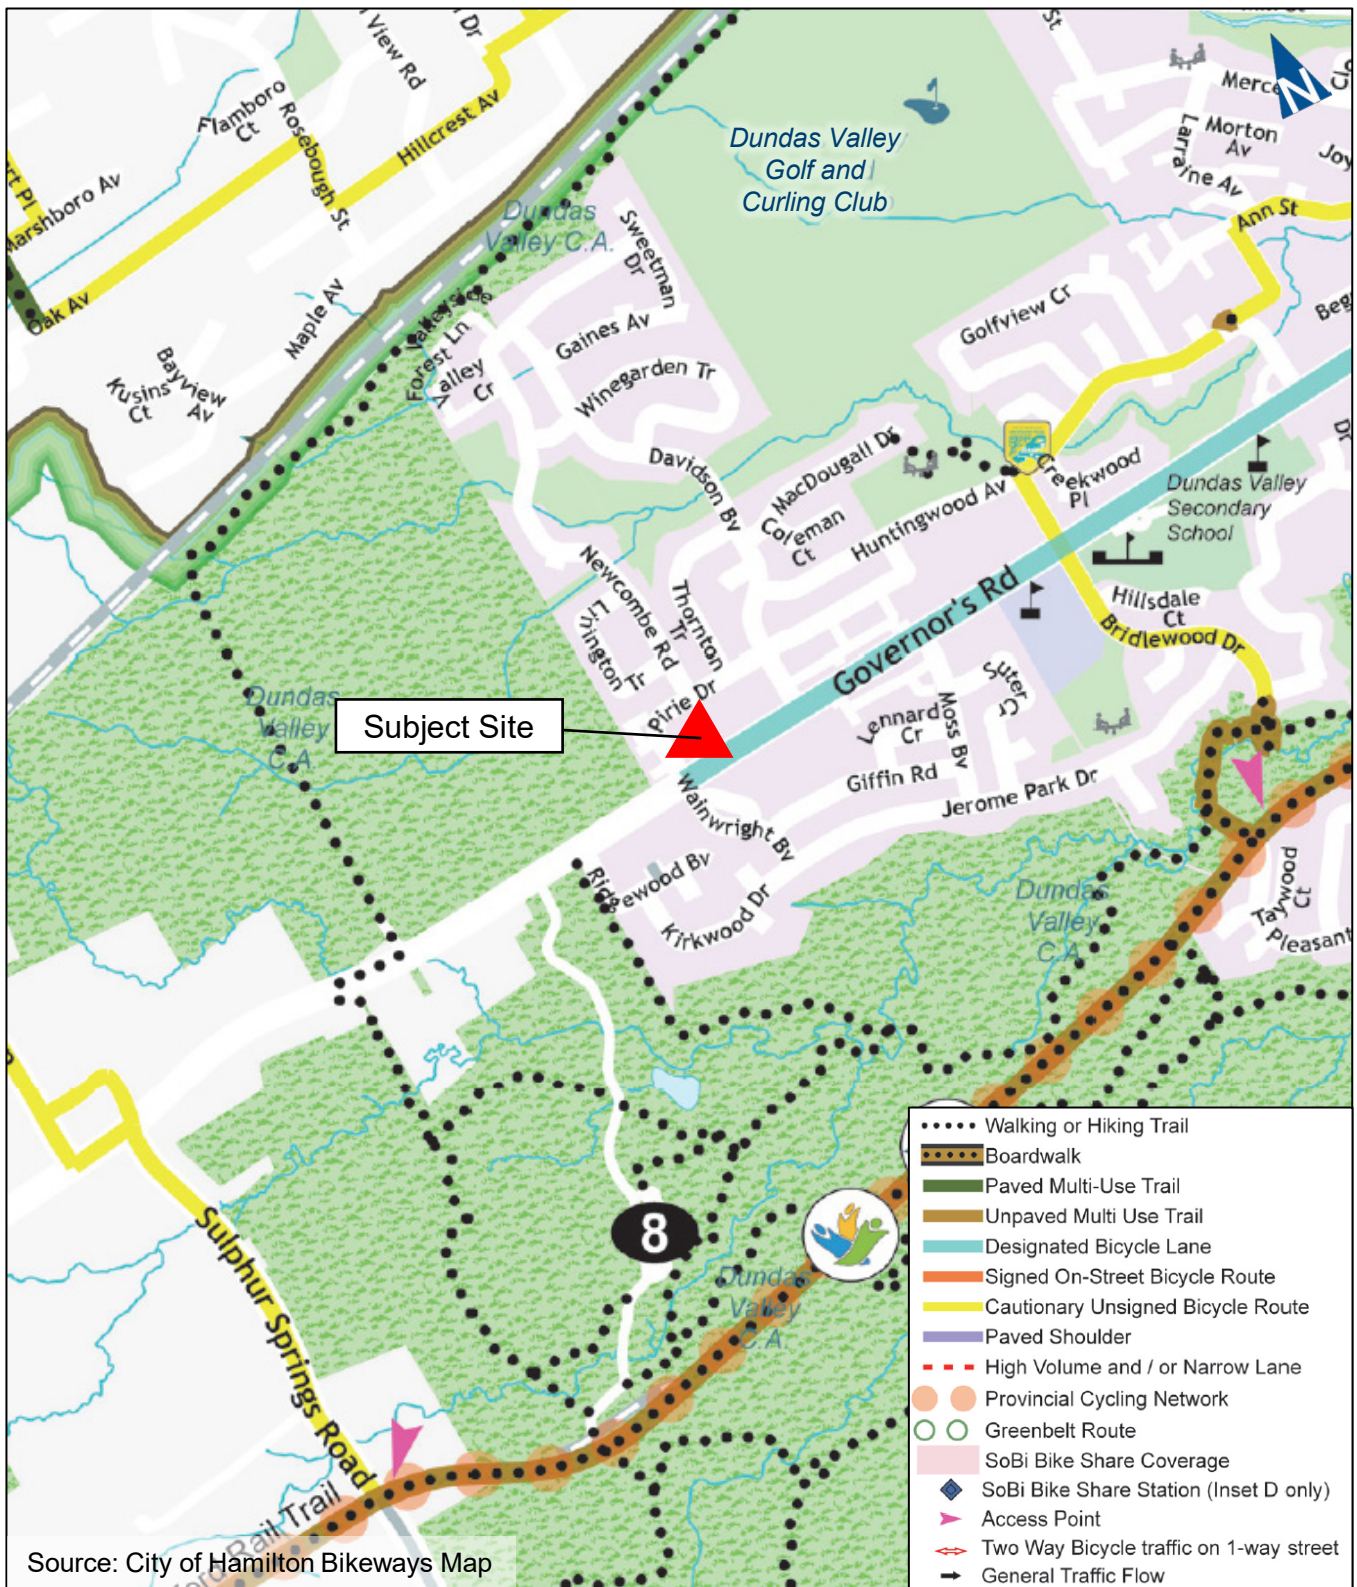 St
Dr
View Rd
Flamboro
Ct
Rosebough St
Hillcrest Av
Marshboro Av
Oak Av
Maple Av
Kusins
Ct
Bayview
Av
Dundas
Valley C.A.
Dundas Valley
Golf and
Curling Club
N
Merce
Morton
Av
Larraine Av
Joy
Ann St
Golfview Cr
Sweetman
Dr
Valleyside
Forest Ln
Valley
Cr
Gaines Av
Winegarden Tr
Davidson Bv
MacDougall Dr
Coleman
Ct
Huntingwood Av
Creekwood
Pl
Dundas Valley
Secondary
School
Dr
Newcombe Rd
Thornton
Tr
Linington
Tr
Pirie Dr
Governor's Rd
Hillsdale
Ct
Bridlewood Dr
Suter
Cr
Moss Bv
Lennard
Cr
Giffin Rd
Jerome Park Dr
Dundas
Valley
C.A.
Subject Site
Wainwright Bv
Ridgewood Bv
Kirkwood Dr
Dundas
Valley
C.A.
Taywood
Ct
Pleasant
8
Dundas
Valley
C.A.
Sulphur Springs Road
Rail Trail
Walking or Hiking Trail
Boardwalk
Paved Multi-Use Trail
Unpaved Multi Use Trail
Designated Bicycle Lane
Signed On-Street Bicycle Route
Cautionary Unsigned Bicycle Route
Paved Shoulder
High Volume and / or Narrow Lane
Provincial Cycling Network
Greenbelt Route
SoBi Bike Share Coverage
SoBi Bike Share Station (Inset D only)
Access Point
Two Way Bicycle traffic on 1-way street
General Traffic Flow
Source: City of Hamilton Bikeways Map